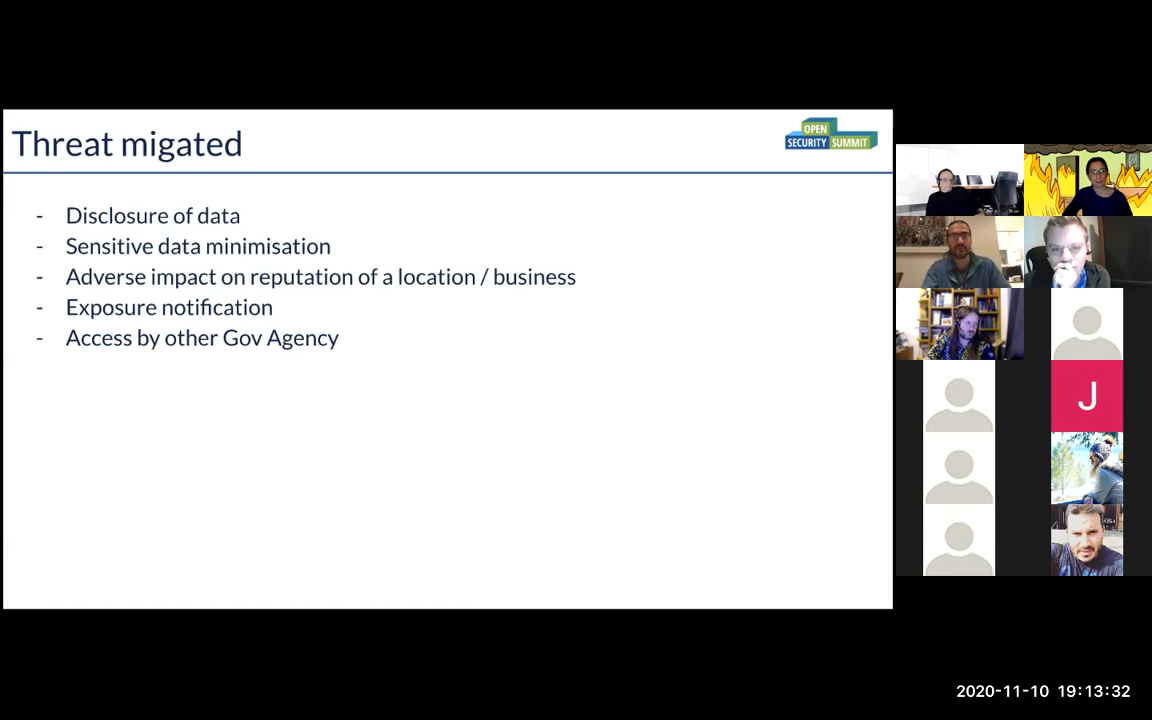 Threat migated
OPEN
SECURITY SUMMIT
- Disclosure of data
- Sensitive data minimisation
- Adverse impact on reputation of a location / business
- Exposure notification
- Access by other Gov Agency
J
2020-11-10 19:13:32